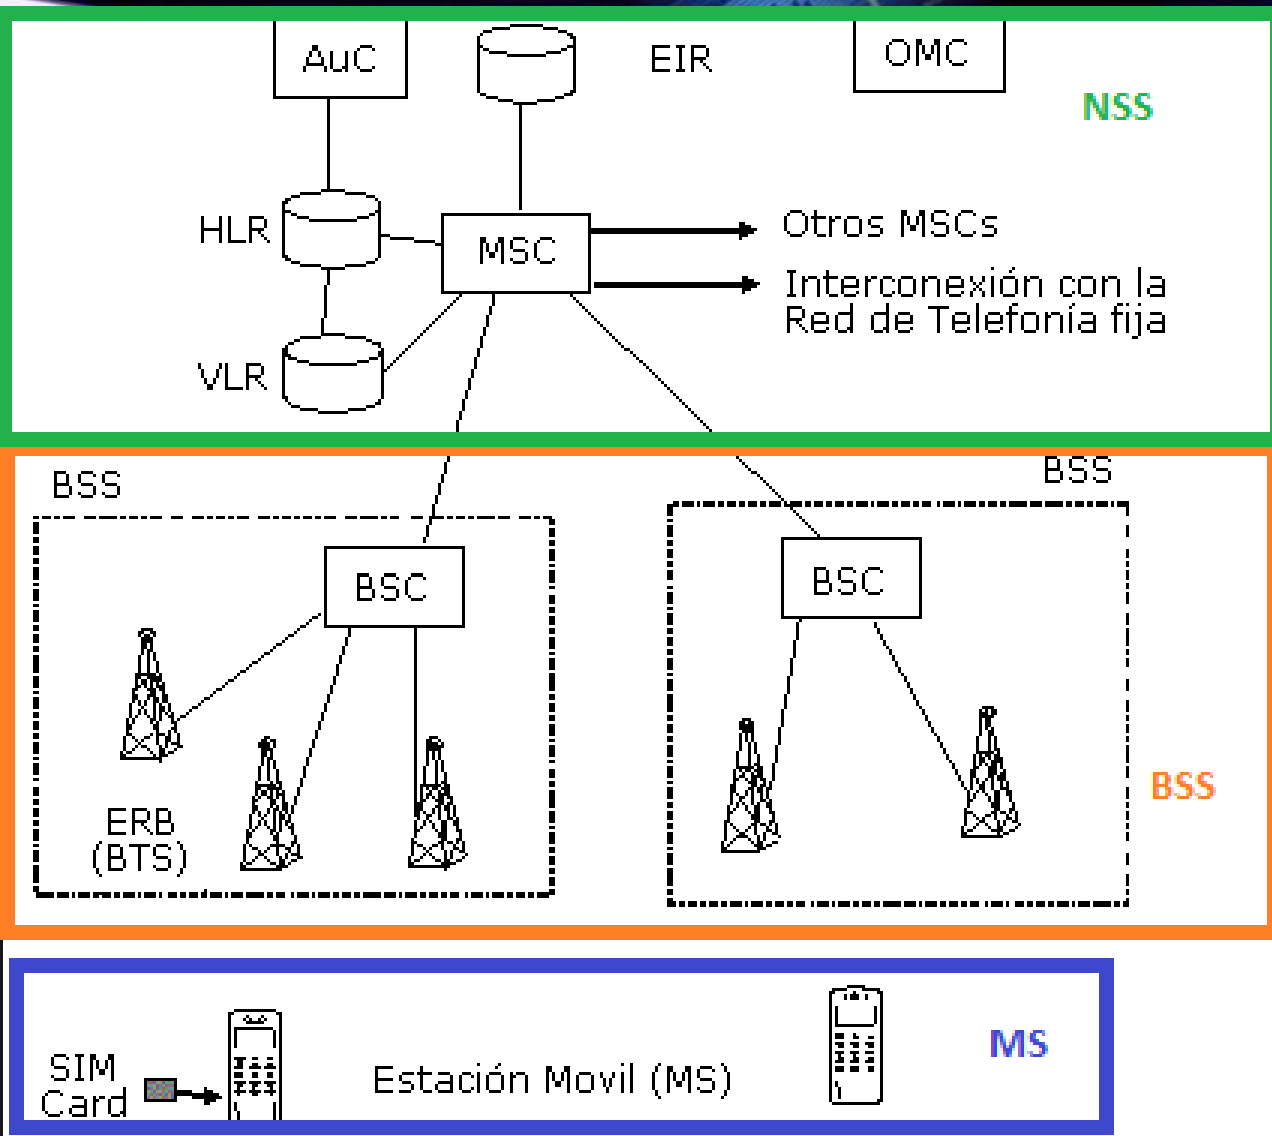 AuC
EIR
OMC
NSS
HLR
MSC
Otros MSCs
Interconexión con la
Red de Telefonía fija
VLR
BSS
BSS
BSC
BSC
ERB
(BTS)
BSS
SIM
Card
Estación Movil (MS)
MS